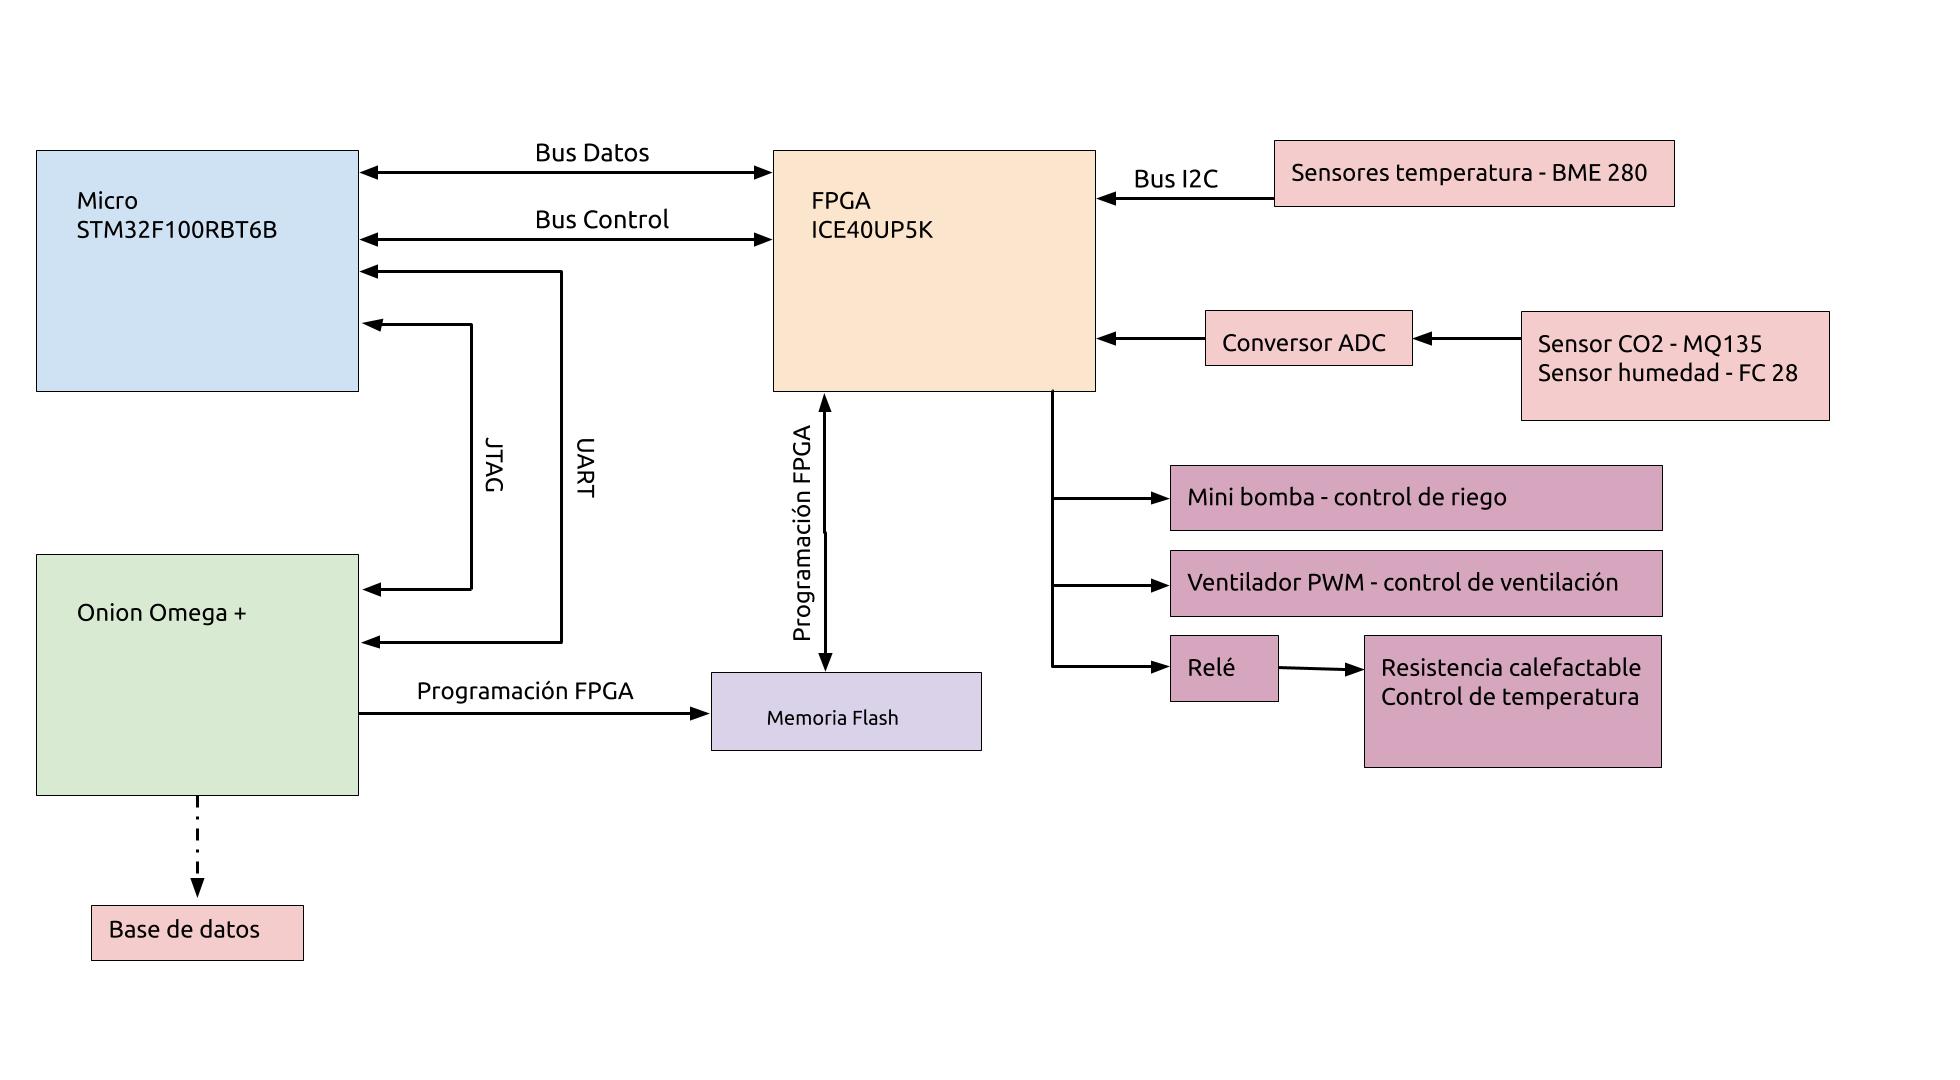 Bus Datos
Micro
STM32F100RBT6B
Bus Control
FPGA
ICE40UP5K
Bus I2C
Sensores temperatura - BME 280
Conversor ADC
Sensor CO2 - MQ135
Sensor humedad - FC 28
JTAG
UART
Programación FPGA
Mini bomba - control de riego
Ventilador PWM - control de ventilación
Relé
Resistencia calefactable
Control de temperatura
Onion Omega +
Programación FPGA
Memoria Flash
Base de datos